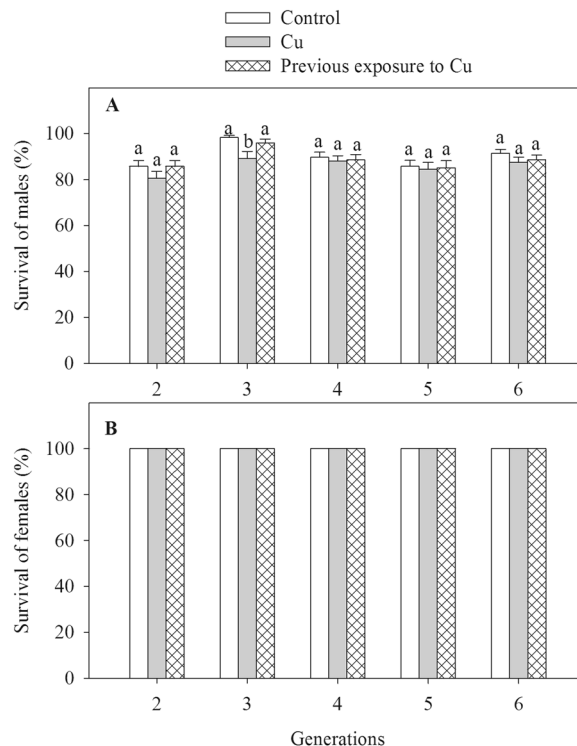 Control
Cu
Previous exposure to Cu
A
Survival of males (%)
100
80
60
40
20
0
a a a
a b a
a a a
a a a
a a a
2 3 4 5 6
B
Survival of females (%)
100
80
60
40
20
0
2 3 4 5 6
Generations